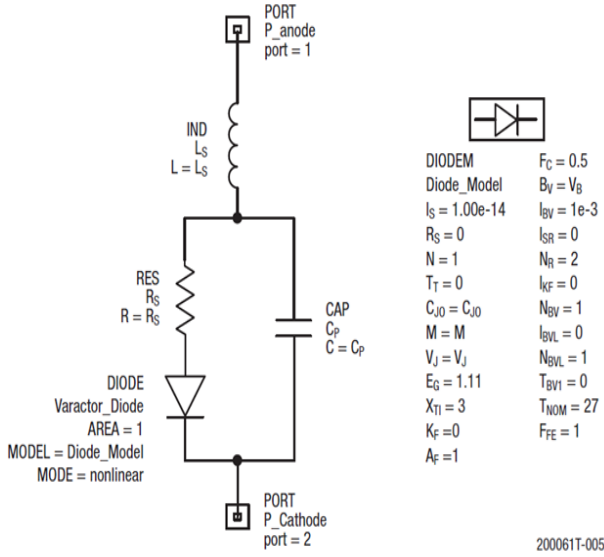 PORT
P_anode
port = 1
IND
LS
L = LS
RES
RS
R = RS
CAP
CP
C = CP
DIODE
Varactor_Diode
AREA = 1
MODEL = Diode_Model
MODE = nonlinear
PORT
P_Cathode
port = 2
DIODEM
Diode_Model
IS = 1.00e-14
RS = 0
N = 1
TT = 0
CJ0 = CJ0
M = M
VJ = VJ
EG = 1.11
XTI = 3
KF =0
AF =1
FC = 0.5
BV = VB
IBV = 1e-3
ISR = 0
NR = 2
IKF = 0
NBV = 1
IBVL = 0
NBVL = 1
TBV1 = 0
TNOM = 27
FFE = 1
200061T-005